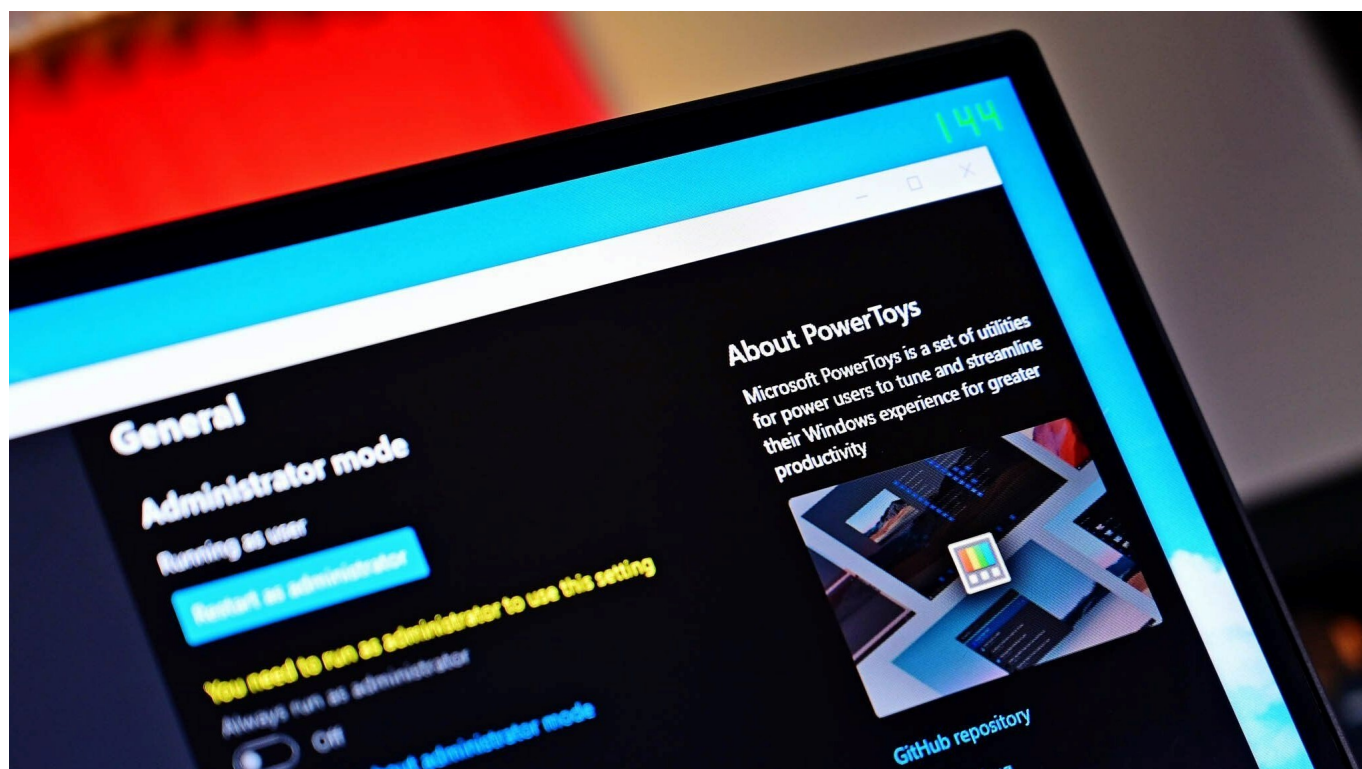 144
General
Administrator mode
Running as user
Restart as administrator
You need to run as administrator to use this setting
Always run as administrator
Off
about administrator mode
About PowerToys
Microsoft PowerToys is a set of utilities
for power users to tune and streamline
their Windows experience for greater
productivity
GitHub repository